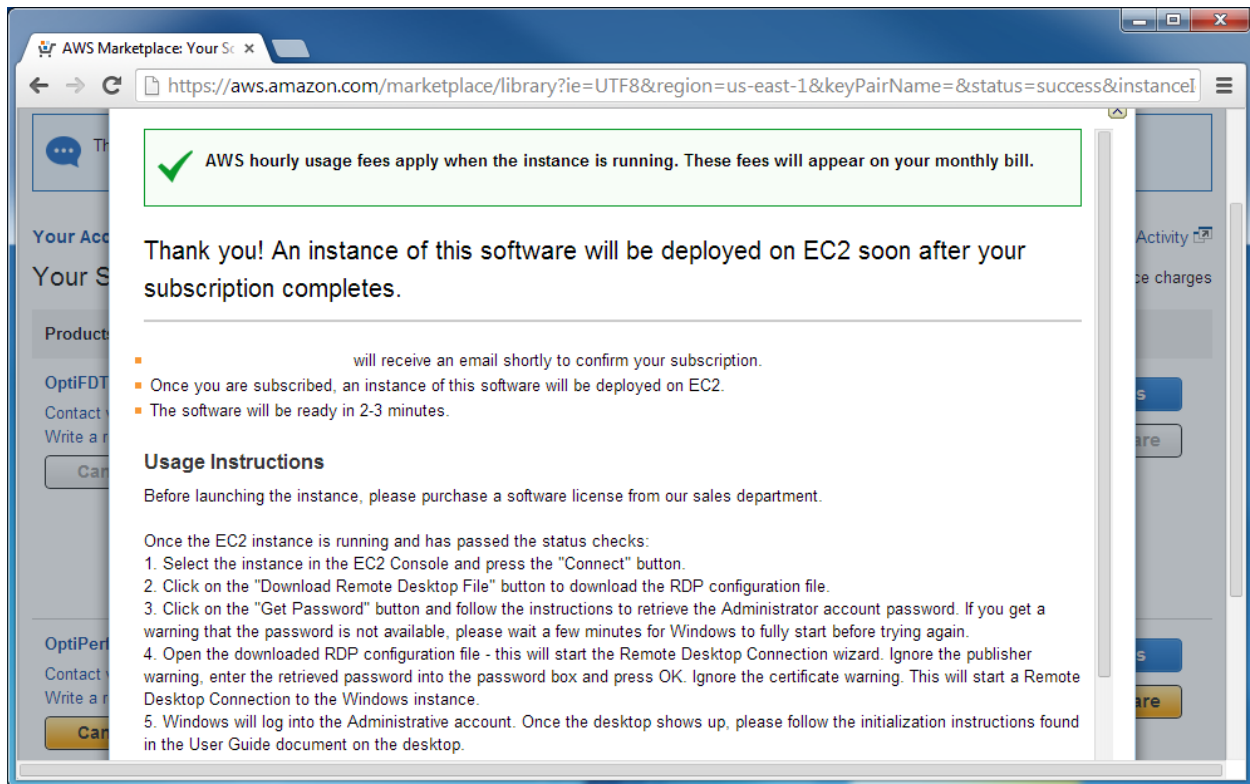 AWS Marketplace: Your Sc
https://aws.amazon.com/marketplace/library?ie=UTF8&region=us-east-1&keyPairName=&status=success&instanceI
Th
AWS hourly usage fees apply when the instance is running. These fees will appear on your monthly bill.
Your Acc
Activity
Thank you! An instance of this software will be deployed on EC2 soon after your
subscription completes.
Your S
ce charges
Products
will receive an email shortly to confirm your subscription.
Once you are subscribed, an instance of this software will be deployed on EC2.
The software will be ready in 2-3 minutes.
OptiFDT
s
Contact v
Write a r
are
Can
Usage Instructions
Before launching the instance, please purchase a software license from our sales department.
Once the EC2 instance is running and has passed the status checks:
1. Select the instance in the EC2 Console and press the "Connect" button.
2. Click on the "Download Remote Desktop File" button to download the RDP configuration file.
3. Click on the "Get Password" button and follow the instructions to retrieve the Administrator account password. If you get a
warning that the password is not available, please wait a few minutes for Windows to fully start before trying again.
4. Open the downloaded RDP configuration file - this will start the Remote Desktop Connection wizard. Ignore the publisher
warning, enter the retrieved password into the password box and press OK. Ignore the certificate warning. This will start a Remote
Desktop Connection to the Windows instance.
5. Windows will log into the Administrative account. Once the desktop shows up, please follow the initialization instructions found
in the User Guide document on the desktop.
OptiPerf
s
Contact v
Write a r
are
Can